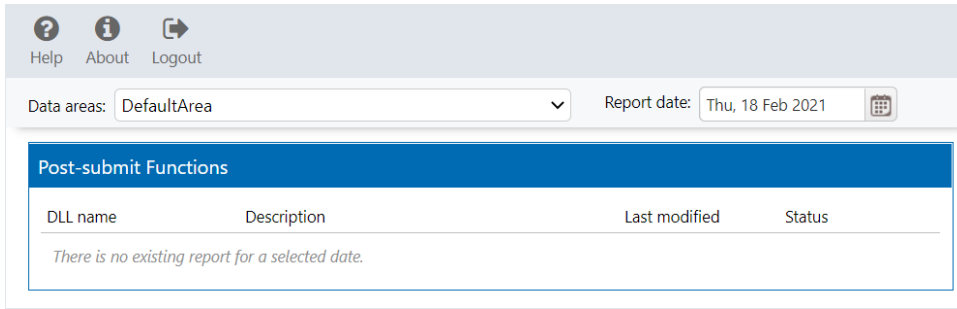 Help About Logout
Data areas: DefaultArea Report date: Thu, 18 Feb 2021
Post-submit Functions
DLL name Description Last modified Status
There is no existing report for a selected date.